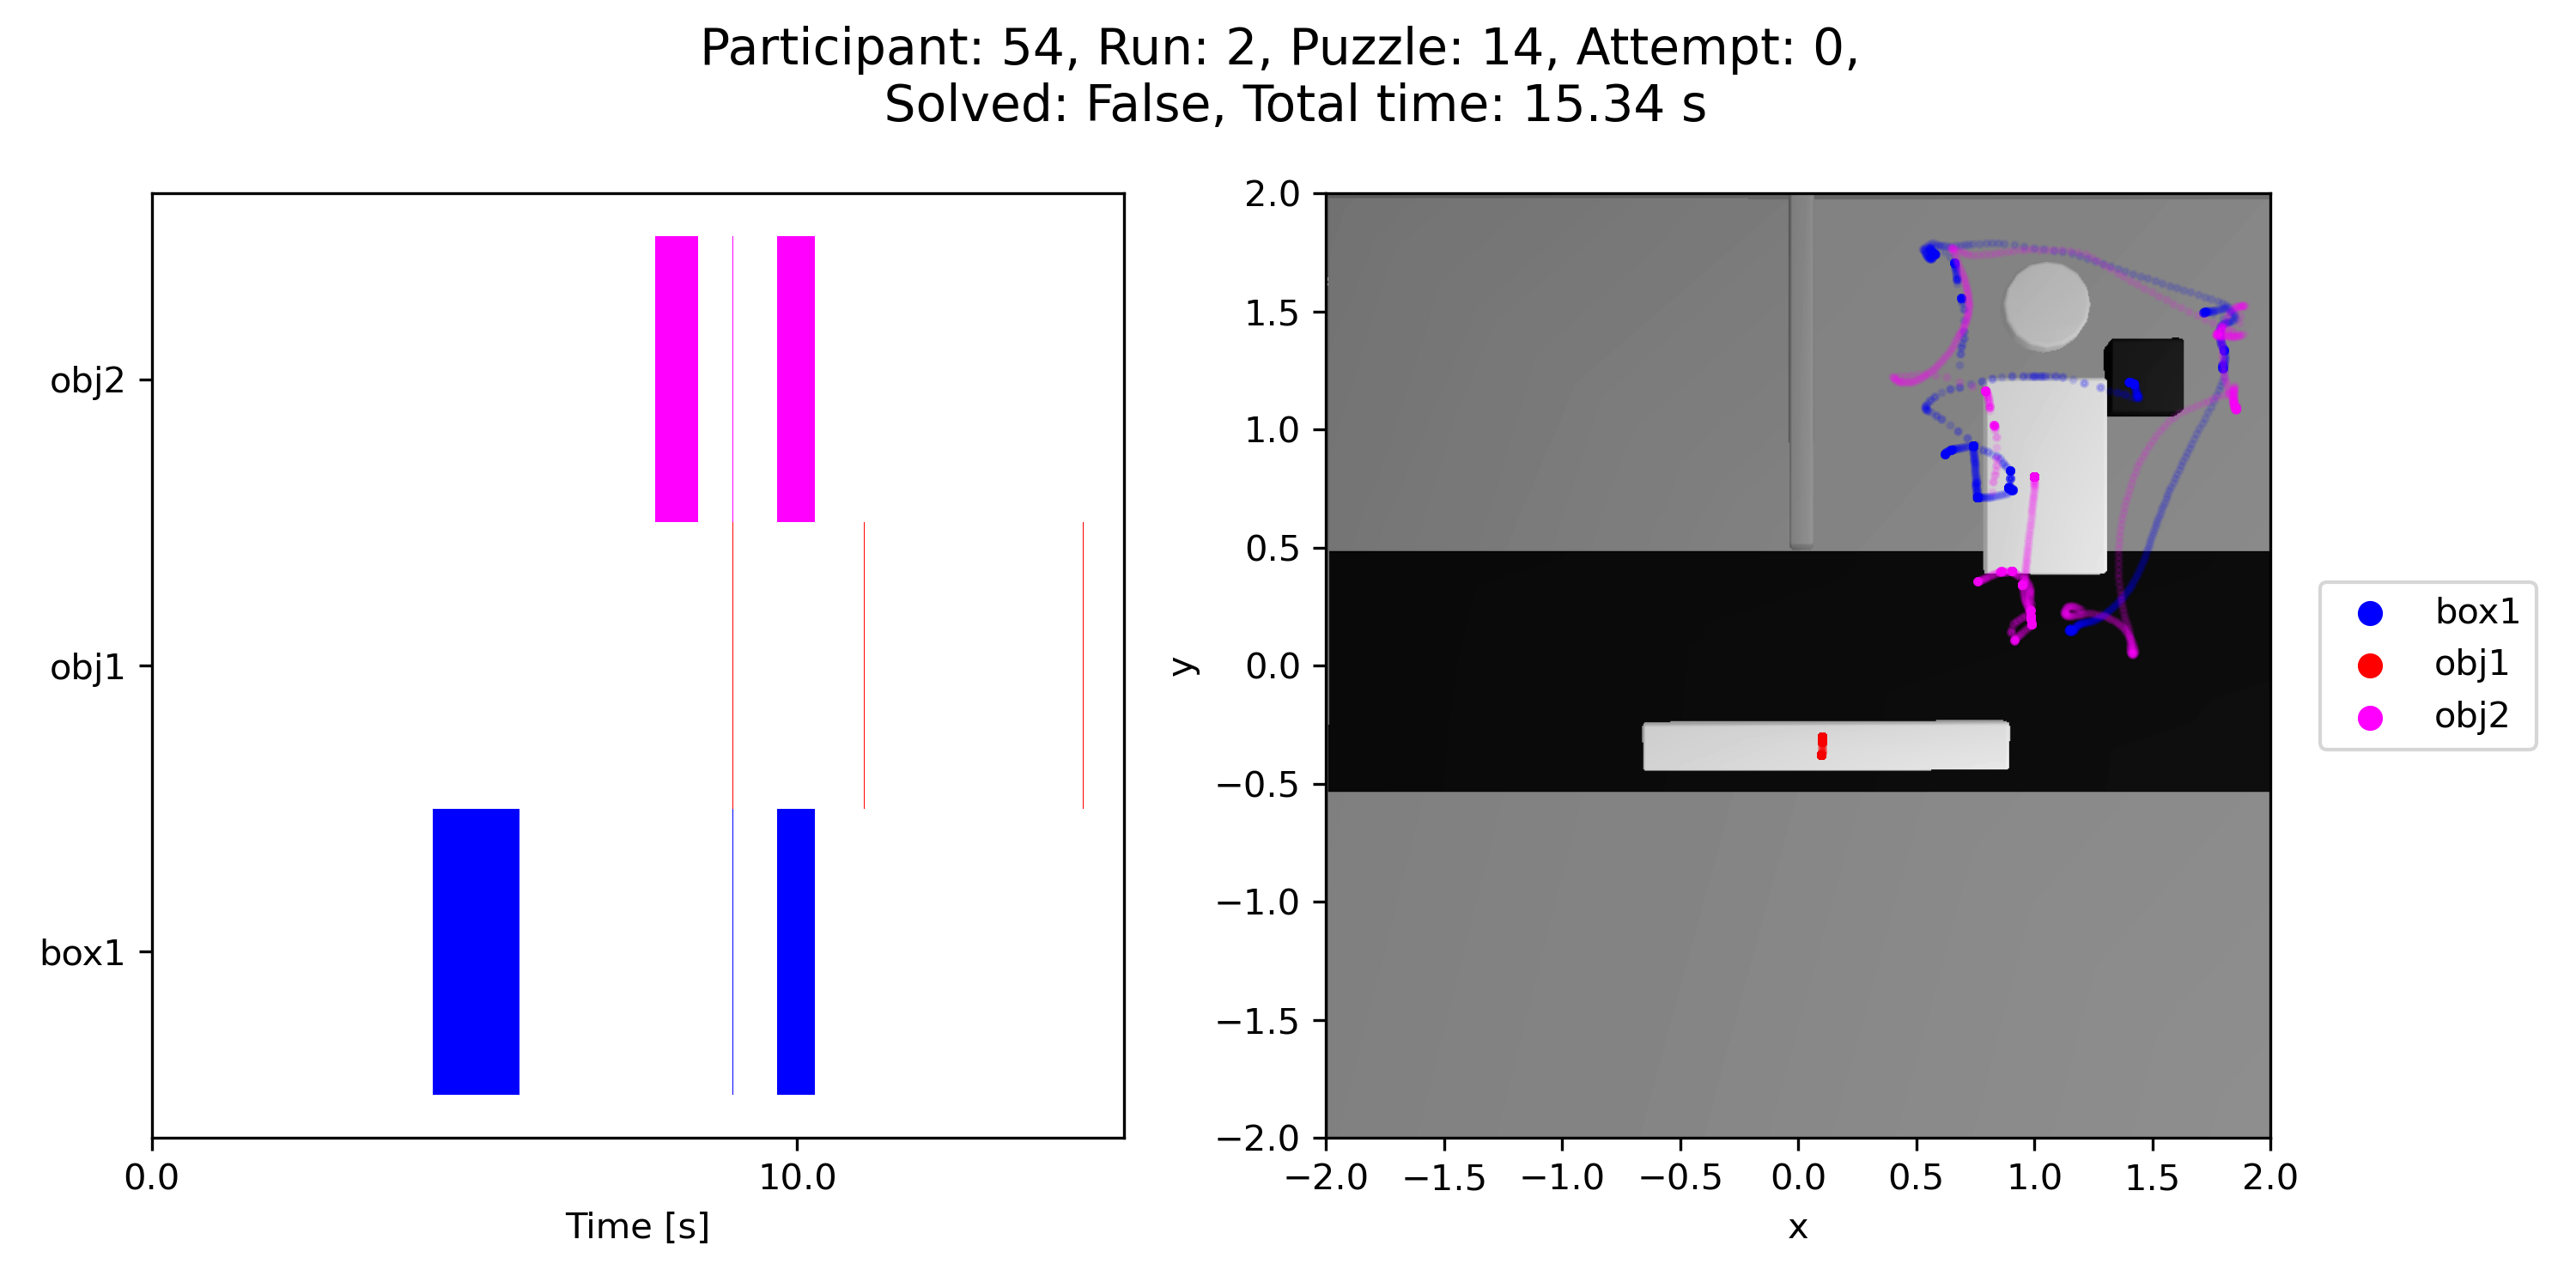 Participant: 54, Run: 2, Puzzle: 14, Attempt: 0,
Solved: False, Total time: 15.34 s
obj2
obj1
box1
0.0
10.0
Time [s]
2.0
1.5
1.0
0.5
0.0
−0.5
−1.0
−1.5
−2.0
y
−2.0
−1.5
−1.0
−0.5
0.0
0.5
1.0
1.5
2.0
x
box1
obj1
obj2